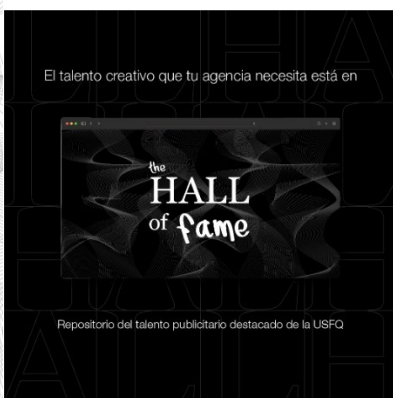 El talento creativo que tu agencia necesita está en
the
HALL
of fame
Repositorio del talento publicitario destacado de la USFQ